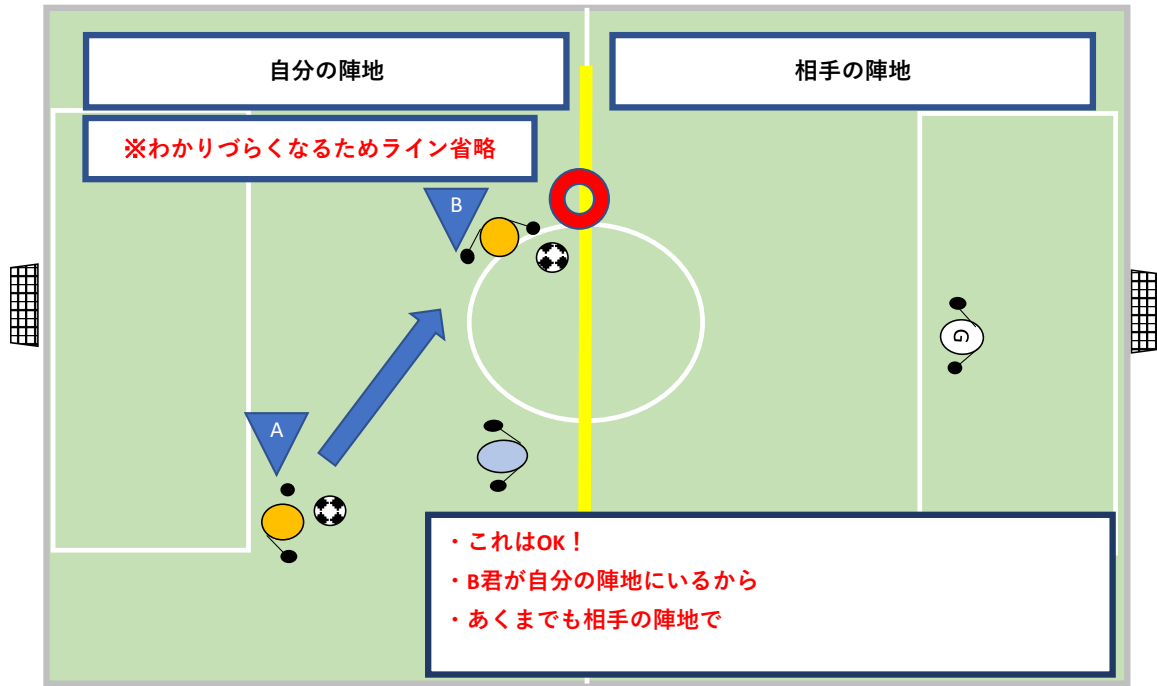 自分の陣地
相手の陣地
※わかりづらくなるためライン省略
B
G
A
・これはOK！
・B君が自分の陣地にいるから
・あくまでも相手の陣地で